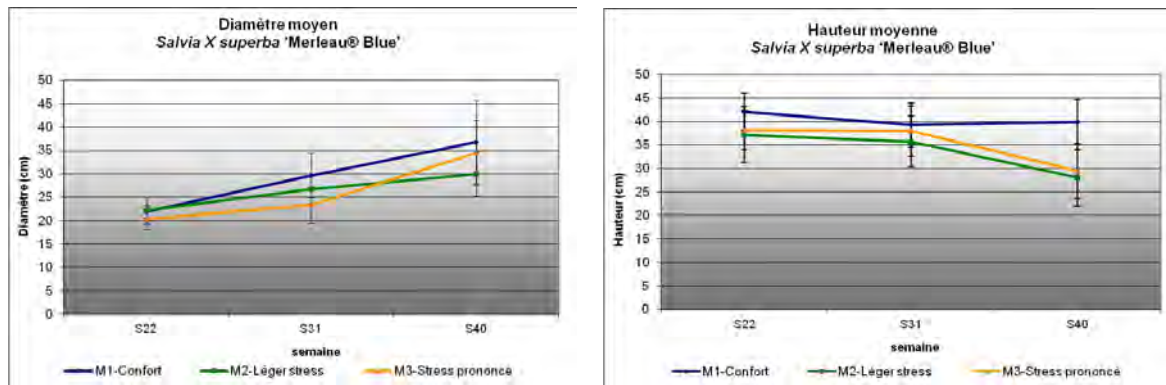 Diamètre moyen
Salvia X superba ‘Merleau® Blue’
50
45
40
35
30
25
20
15
10
5
0
Diamètre (cm)
S22 S31 S40
semaine
M1-Confort M2-Léger stress M3-Stress prononcé
Hauteur moyenne
Salvia X superba ‘Merleau® Blue’
50
45
40
35
30
25
20
15
10
5
0
Hauteur (cm)
S22 S31 S40
semaine
M1-Confort M2-Léger stress M3-Stress prononcé